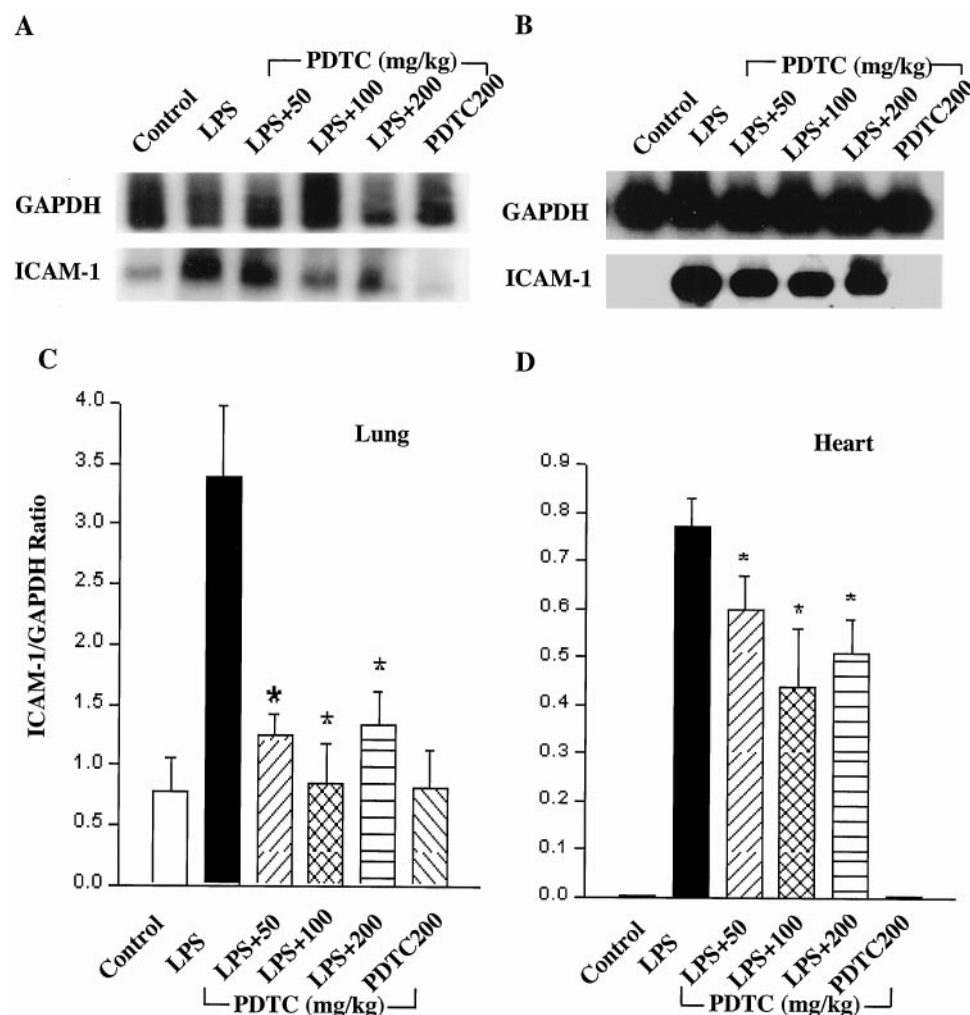 A
PDTC (mg/kg)
Control
LPS
LPS+50
LPS+100
LPS+200
PDTC200
GAPDH
ICAM-1
B
PDTC (mg/kg)
Control
LPS
LPS+50
LPS+100
LPS+200
PDTC200
GAPDH
ICAM-1
C
Lung
ICAM-1/GAPDH Ratio
4.0
3.5
3.0
2.5
2.0
1.5
1.0
0.5
0.0
*
*
*
Control
LPS
LPS+50
LPS+100
LPS+200
PDTC200
PDTC (mg/kg)
D
Heart
0.9
0.8
0.7
0.6
0.5
0.4
0.3
0.2
0.1
0.0
*
*
*
Control
LPS
LPS+50
LPS+100
LPS+200
PDTC200
PDTC (mg/kg)